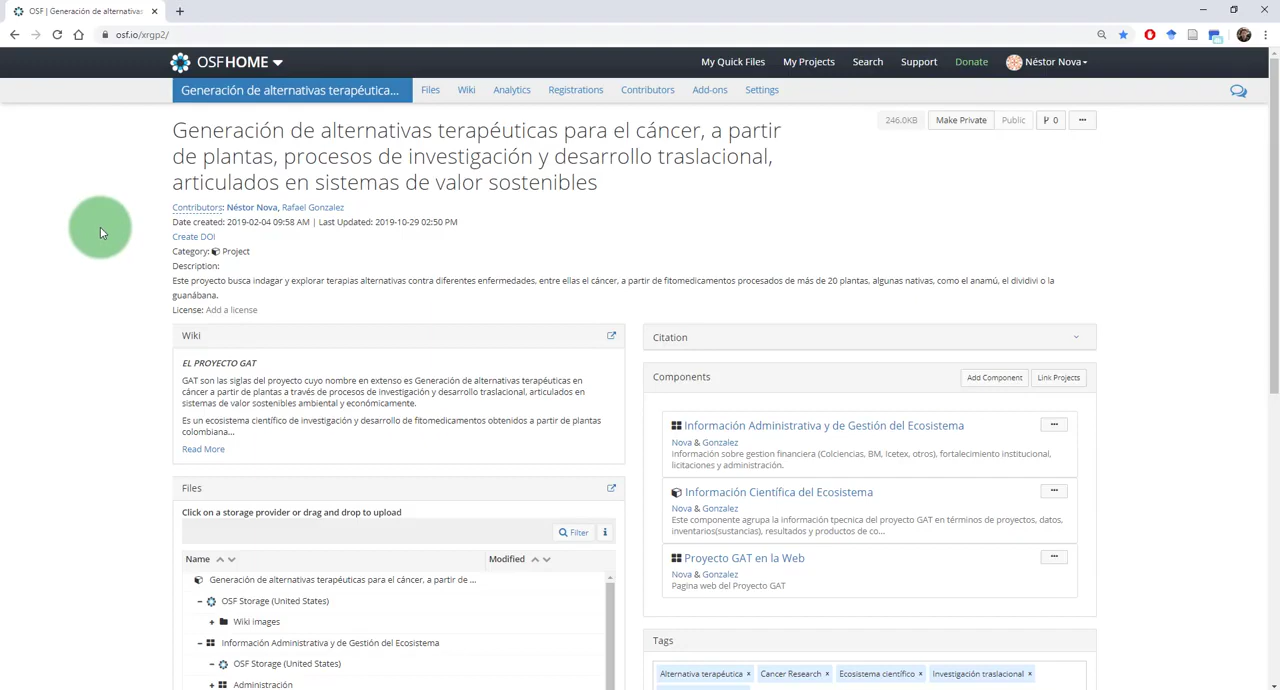 OSF | Generación de alternativas
osf.io/xrgp2/
OSFHOME
My Quick Files
My Projects
Search
Support
Donate
Néstor Nova
Generación de alternativas terapéutica...
Files
Wiki
Analytics
Registrations
Contributors
Add-ons
Settings
246.0KB
Make Private
Public
0
Generación de alternativas terapéuticas para el cáncer, a partir
de plantas, procesos de investigación y desarrollo traslacional,
articulados en sistemas de valor sostenibles
Contributors: Néstor Nova, Rafael Gonzalez
Date created: 2019-02-04 09:58 AM | Last Updated: 2019-10-29 02:50 PM
Create DOI
Category: Project
Description:
Este proyecto busca indagar y explorar terapias alternativas contra diferentes enfermedades, entre ellas el cáncer, a partir de fitomedicamentos procesados de más de 20 plantas, algunas nativas, como el anamú, el dividivi o la
guanábana.
License: Add a license
Wiki
EL PROYECTO GAT
GAT son las siglas del proyecto cuyo nombre en extenso es Generación de alternativas terapéuticas en
cáncer a partir de plantas a través de procesos de investigación y desarrollo traslacional, articulados en
sistemas de valor sostenibles ambiental y económicamente.
Es un ecosistema científico de investigación y desarrollo de fitomedicamentos obtenidos a partir de plantas
colombiana...
Read More
Files
Click on a storage provider or drag and drop to upload
Filter
Name
Modified
Generación de alternativas terapéuticas para el cáncer, a partir de ...
OSF Storage (United States)
Wiki images
Información Administrativa y de Gestión del Ecosistema
OSF Storage (United States)
Administración
Citation
Components
Add Component
Link Projects
Información Administrativa y de Gestión del Ecosistema
Nova & Gonzalez
Información sobre gestion financiera (Colciencias, BM, Icetex, otros), fortalecimiento institucional,
licitaciones y administración.
Información Científica del Ecosistema
Nova & Gonzalez
Este componente agrupa la información tpecnica del proyecto GAT en términos de proyectos, datos,
inventarios(sustancias), resultados y productos de co...
Proyecto GAT en la Web
Nova & Gonzalez
Pagina web del Proyecto GAT
Tags
Alternativa terapéutica ×
Cancer Research ×
Ecosistema científico ×
Investigación traslacional ×